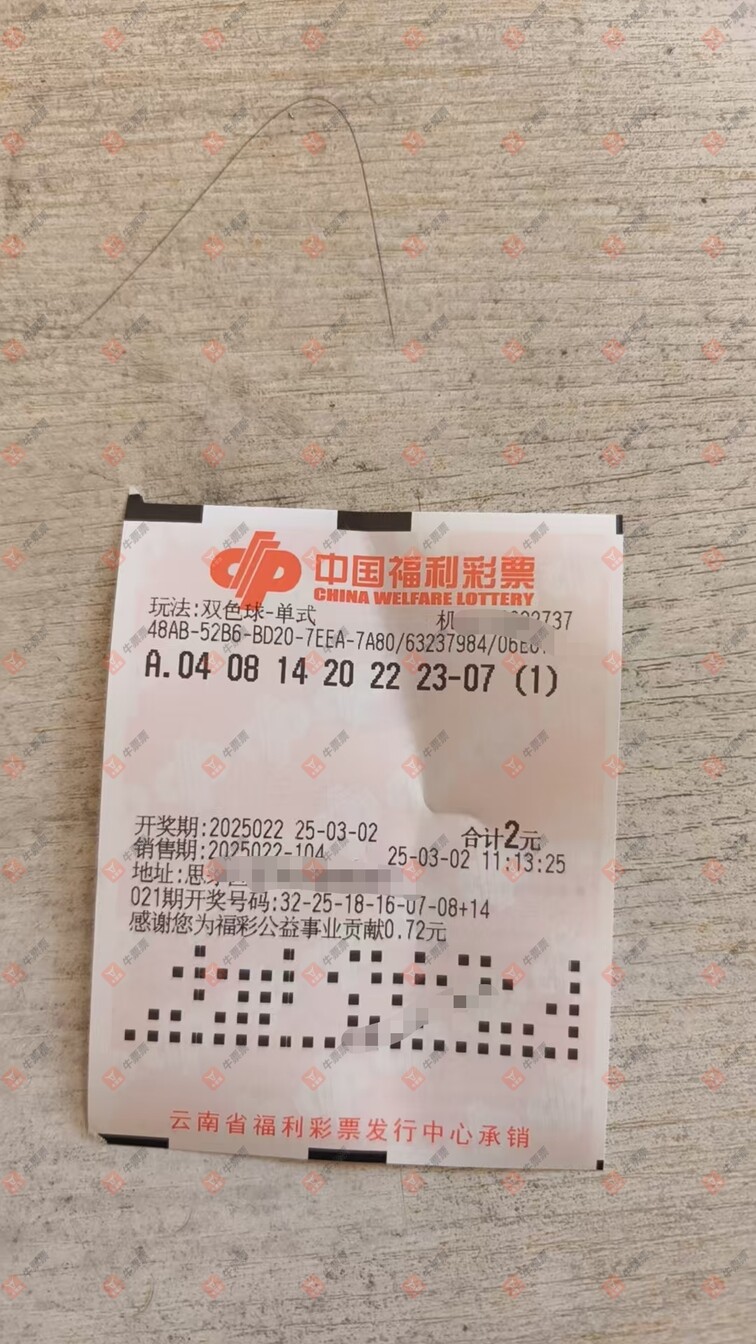 中国福利彩票
CHINA WELFARE LOTTERY
玩法:双色球-单式 机 2737
48AB-52B6-BD20-7EEA-7A80/63237984/06E
A.04 08 14 20 22 23-07 (1)
开奖期:2025022 25-03-02 合计2元
销售期:2025022-104 25-03-02 11:13:25
地址:思
021期开奖号码:32-25-18-16-07-08+14
感谢您为福彩公益事业贡献0.72元
云南省福利彩票发行中心承销